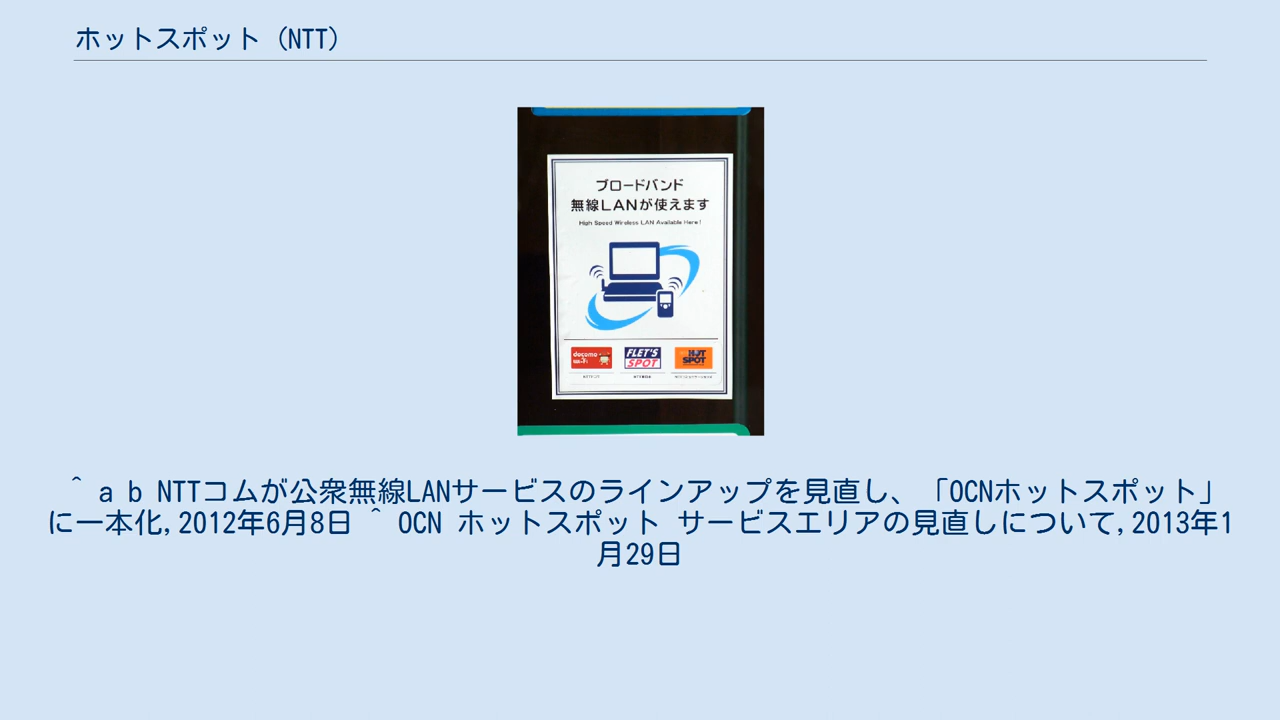 ホットスポット (NTT)
ブロードバンド
無線LANが使えます
High Speed Wireless LAN Available Here!
docomo
Wi-Fi
FLET'S
SPOT
HOT
SPOT
^ a b NTTコムが公衆無線LANサービスのラインアップを見直し、「OCNホットスポット」
に一本化,2012年6月8日 ^ OCN ホットスポット サービスエリアの見直しについて,2013年1
月29日